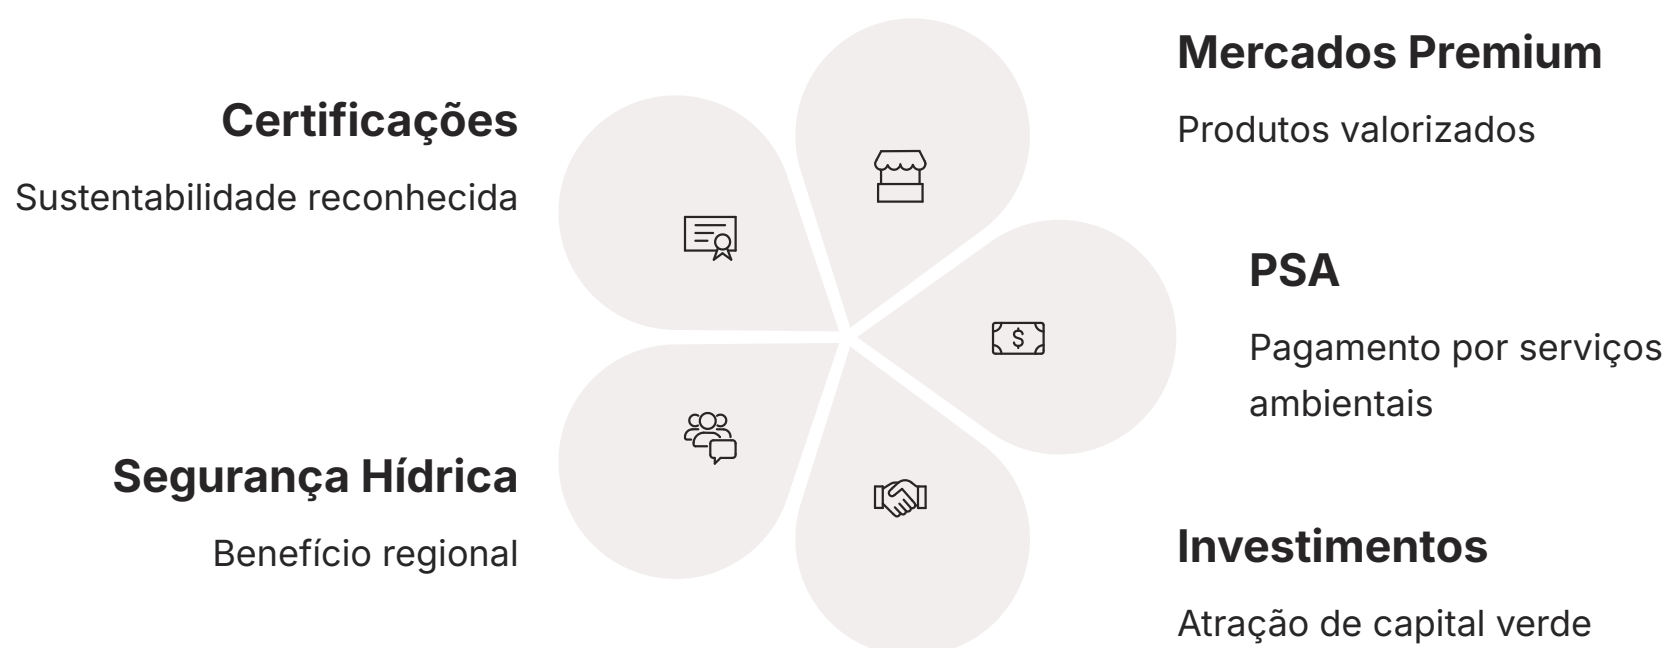 Mercados Premium
Produtos valorizados
Certificações
Sustentabilidade reconhecida
PSA
Pagamento por serviços
ambientais
Segurança Hídrica
Benefício regional
Investimentos
Atração de capital verde
$